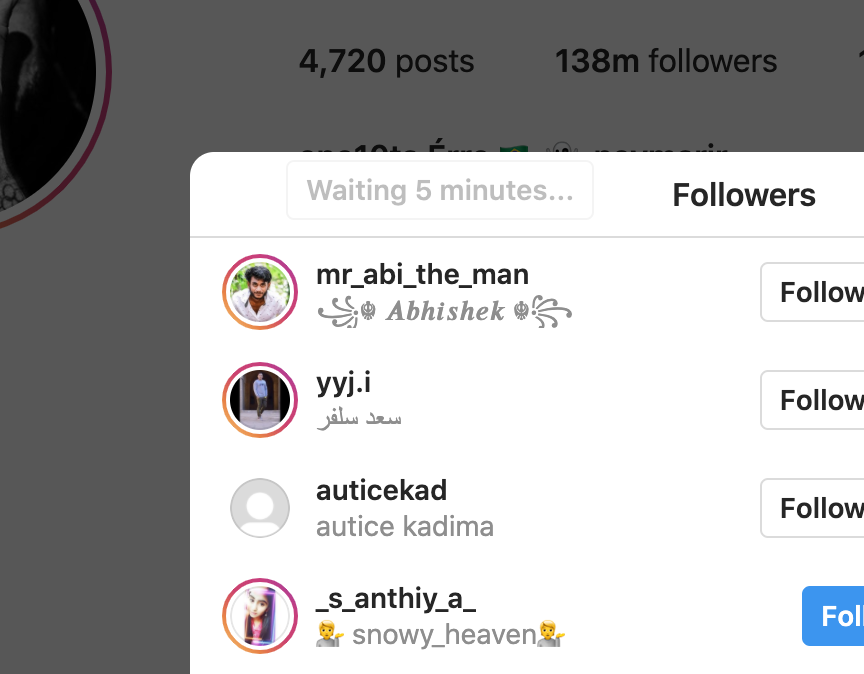 4,720 posts 138m followers
Waiting 5 minutes...
Followers
mr_abi_the_man
꧁☬ 𝑨𝒃𝒉𝒊𝒔𝒉𝒆𝒌 ☬꧂
Follow
yyj.i
سعد سلفر
Follow
auticekad
autice kadima
Follow
_s_anthiy_a_
💁 snowy_heaven💁
Foll